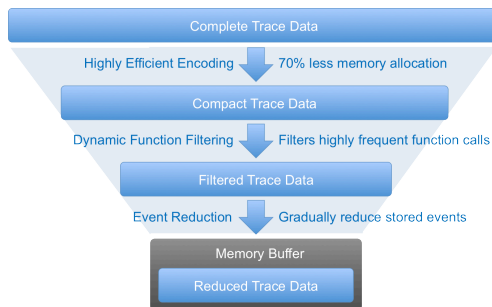 Complete Trace Data
Highly Efficient Encoding 70% less memory allocation
Compact Trace Data
Dynamic Function Filtering Filters highly frequent function calls
Filtered Trace Data
Event Reduction Gradually reduce stored events
Memory Buffer
Reduced Trace Data